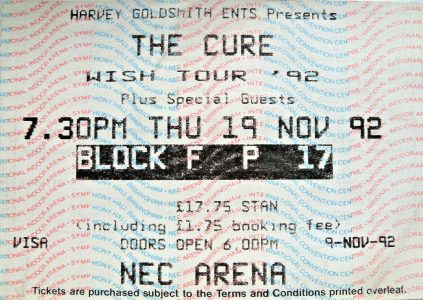 HARVEY GOLDSMITH ENTS Presents
THE CURE
WISH TOUR '92
Plus Special Guests
7.30PM THU 19 NOV 92
BLOCK F P 17
£17.75 STAN
(including £1.75 booking fee)
VISA DOORS OPEN 6.00PM 9-NOV-92
NEC ARENA
Tickets are purchased subject to the Terms and Conditions printed overleaf.